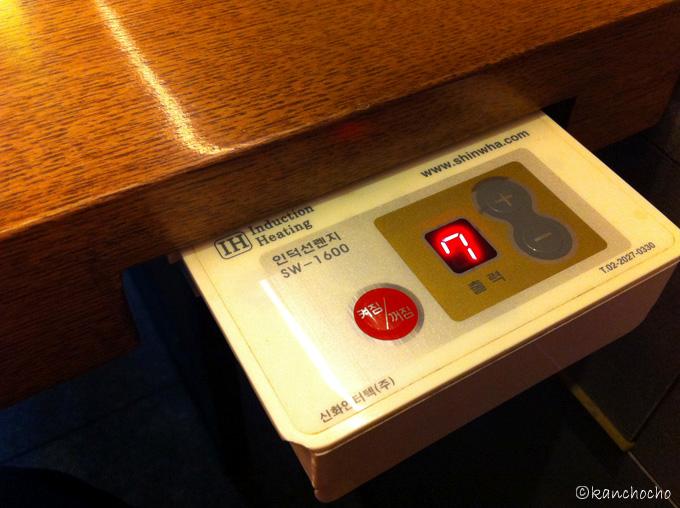 www.shinwha.com
IH Induction
Heating
인덕션렌지
SW-1600
+
7
-
출력
켜짐/꺼짐
T.02-2027-0330
신화인터텍(주)
©kanchocho